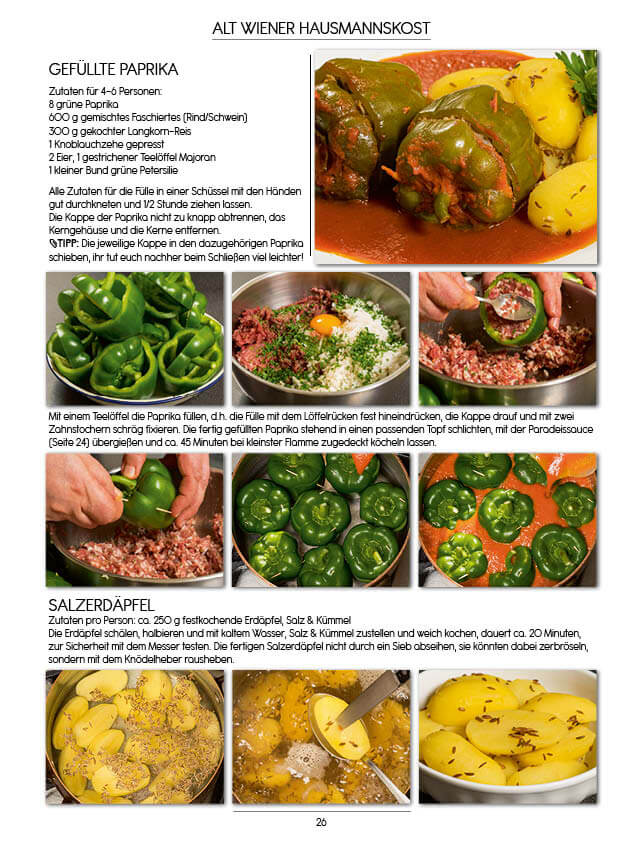 ALT WIENER HAUSMANNSKOST
GEFÜLLTE PAPRIKA
Zutaten für 4-6 Personen:
8 grüne Paprika
600 g gemischtes Faschiertes (Rind/Schwein)
300 g gekochter Langkorn-Reis
1 Knoblauchzehe gepresst
2 Eier, 1 gestrichener Teelöffel Majoran
1 kleiner Bund grüne Petersilie
Alle Zutaten für die Fülle in einer Schüssel mit den Händen
gut durchkneten und 1/2 Stunde ziehen lassen.
Die Kappe der Paprika nicht zu knapp abtrennen, das
Kerngehäuse und die Kerne entfernen.
TIPP: Die jeweilige Kappe in den dazugehörigen Paprika
schieben, ihr tut euch nachher beim Schließen viel leichter!
Mit einem Teelöffel die Paprika füllen, d.h. die Fülle mit dem Löffelrücken fest hineindrücken, die Kappe drauf und mit zwei
Zahnstochern schräg fixieren. Die fertig gefüllten Paprika stehend in einen passenden Topf schlichten, mit der Paradeissauce
(Seite 24) übergießen und ca. 45 Minuten bei kleinster Flamme zugedeckt köcheln lassen.
SALZERDÄPFEL
Zutaten pro Person: ca. 250 g festkochende Erdäpfel, Salz & Kümmel
Die Erdäpfel schälen, halbieren und mit kaltem Wasser, Salz & Kümmel zustellen und weich kochen, dauert ca. 20 Minuten,
zur Sicherheit mit dem Messer testen. Die fertigen Salzerdäpfel nicht durch ein Sieb abseihen, sie könnten dabei zerbröseln,
sondern mit dem Knödelheber rausheben.
26